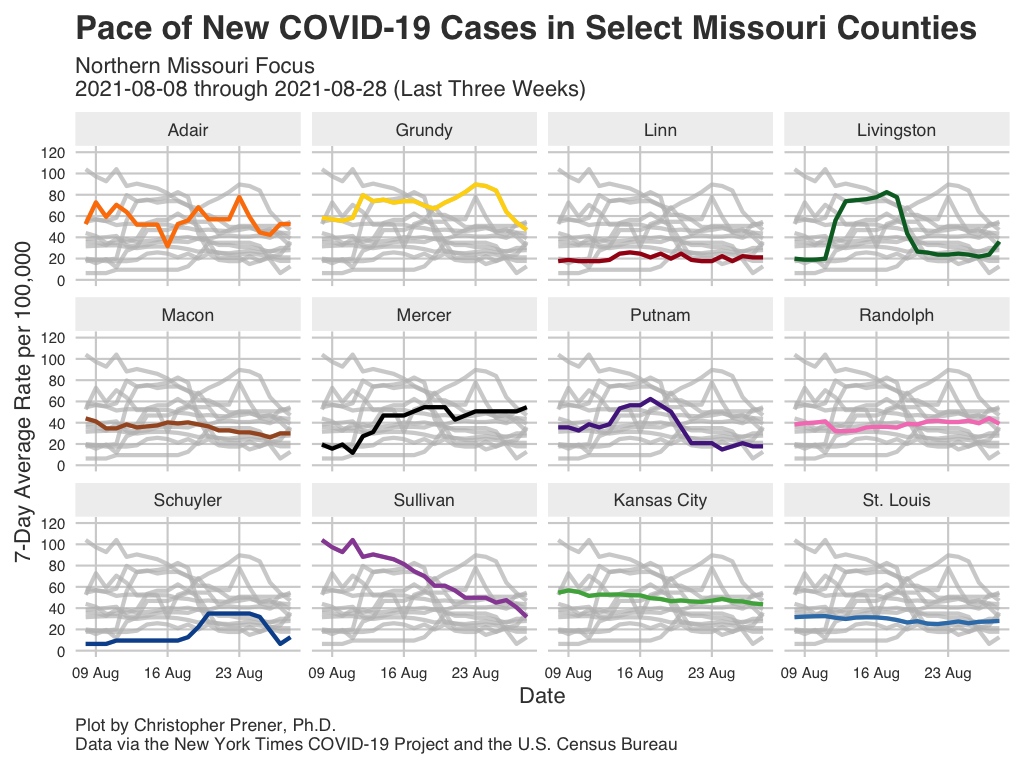 Pace of New COVID-19 Cases in Select Missouri Counties
Northern Missouri Focus
2021-08-08 through 2021-08-28 (Last Three Weeks)
7-Day Average Rate per 100,000
Adair
Grundy
Linn
Livingston
120
100
80
60
40
20
0
Macon
Mercer
Putnam
Randolph
120
100
80
60
40
20
0
Schuyler
Sullivan
Kansas City
St. Louis
120
100
80
60
40
20
0
09 Aug
16 Aug
23 Aug
09 Aug
16 Aug
23 Aug
09 Aug
16 Aug
23 Aug
09 Aug
16 Aug
23 Aug
Date
Plot by Christopher Prener, Ph.D.
Data via the New York Times COVID-19 Project and the U.S. Census Bureau